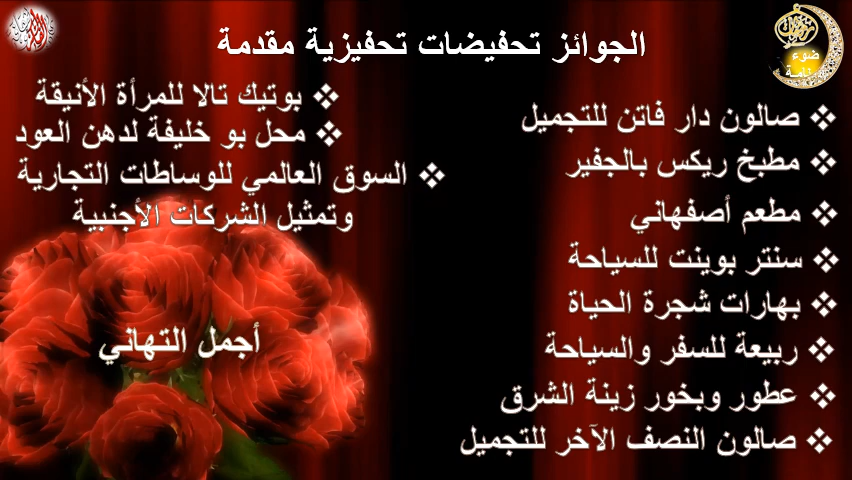 الجوائز تحفيضات تحفيزية مقدمة
ضوء
❖ صالون دار فاتن للتجميل
❖ مطبخ ريكس بالجفير
❖ مطعم أصفهاني
❖ سنتر بوينت للسياحة
❖ بهارات شجرة الحياة
❖ ربيعة للسفر والسياحة
❖ عطور وبخور زينة الشرق
❖ صالون النصف الآخر للتجميل
❖ بوتيك تالا للمرأة الأنيقة
❖ محل بو خليفة لدهن العود
❖ السوق العالمي للوساطات التجارية
وتمثيل الشركات الأجنبية
أجمل التهاني